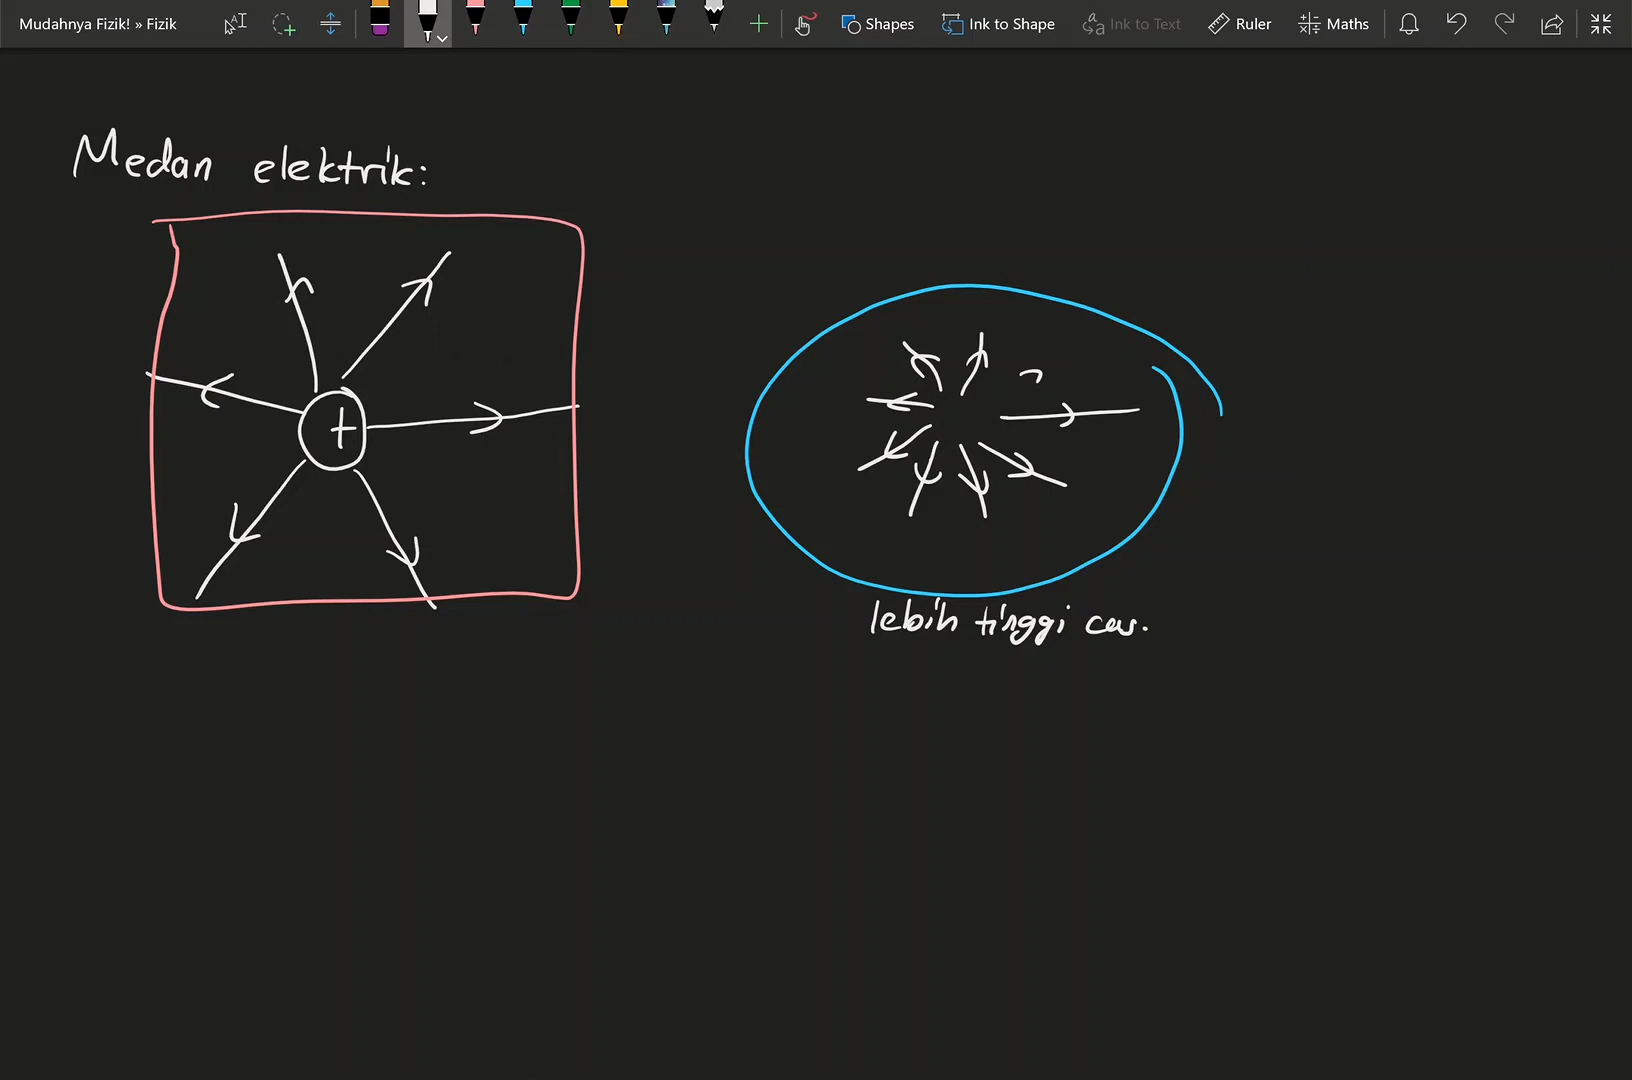 Mudahnya Fizik! » Fizik
Shapes
Ink to Shape
Ink to Text
Ruler
Maths
Medan elektrik:
+
lebih tinggi cas.